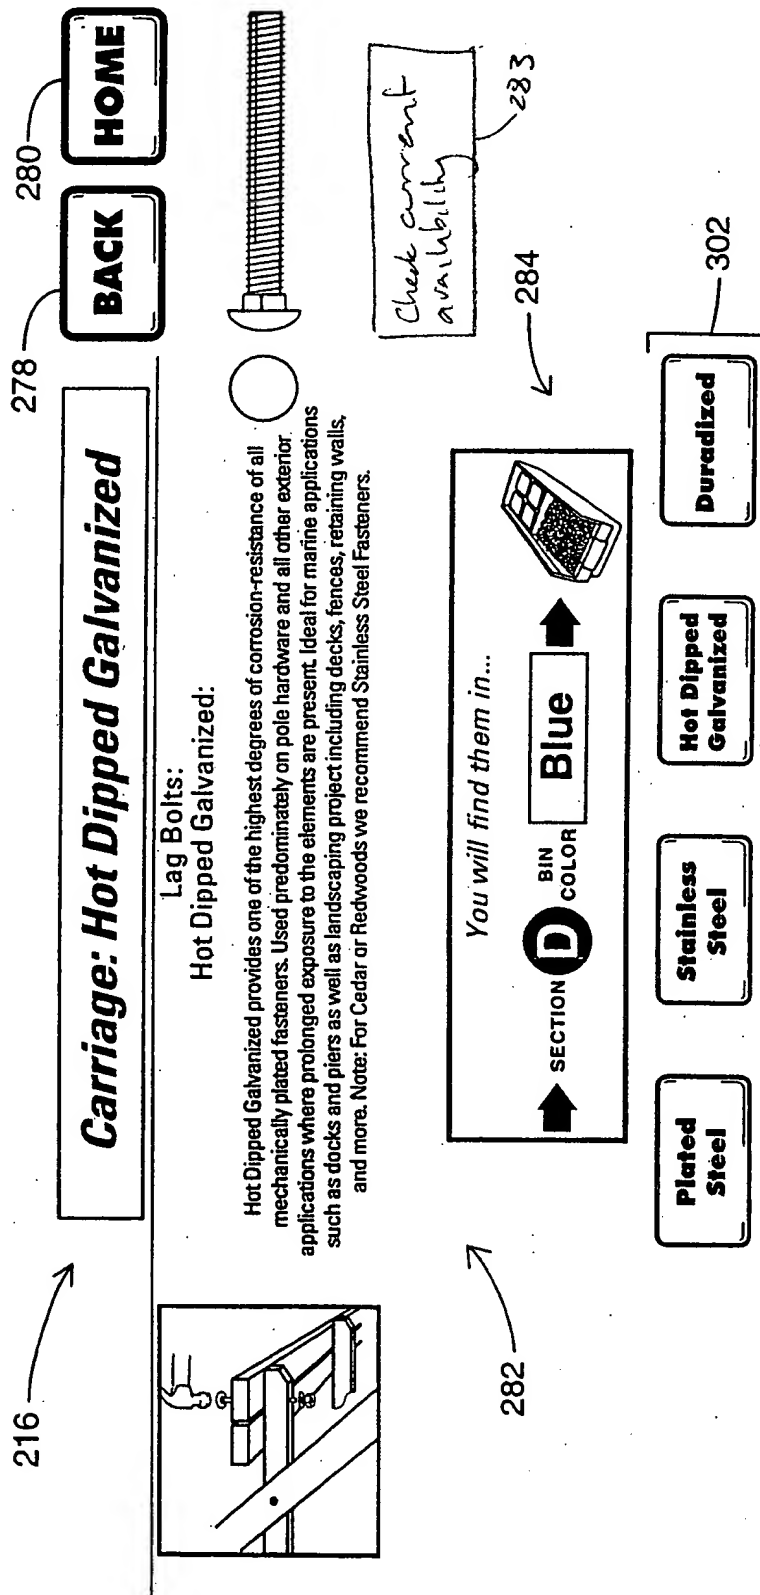 216
278
280
Carriage: Hot Dipped Galvanized
BACK
HOME
Lag Bolts:
Hot Dipped Galvanized:
Hot Dipped Galvanized provides one of the highest degrees of corrosion-resistance of all
mechanically plated fasteners. Used predominately on pole hardware and all other exterior
applications where prolonged exposure to the elements are present. Ideal for marine applications
such as docks and piers as well as landscaping project including decks, fences, retaining walls,
and more. Note: For Cedar or Redwoods we recommend Stainless Steel Fasteners.
Check current
availability
283
282
284
You will find them in...
SECTION D BIN COLOR Blue
Plated
Steel
Stainless
Steel
Hot Dipped
Galvanized
Duradized
302